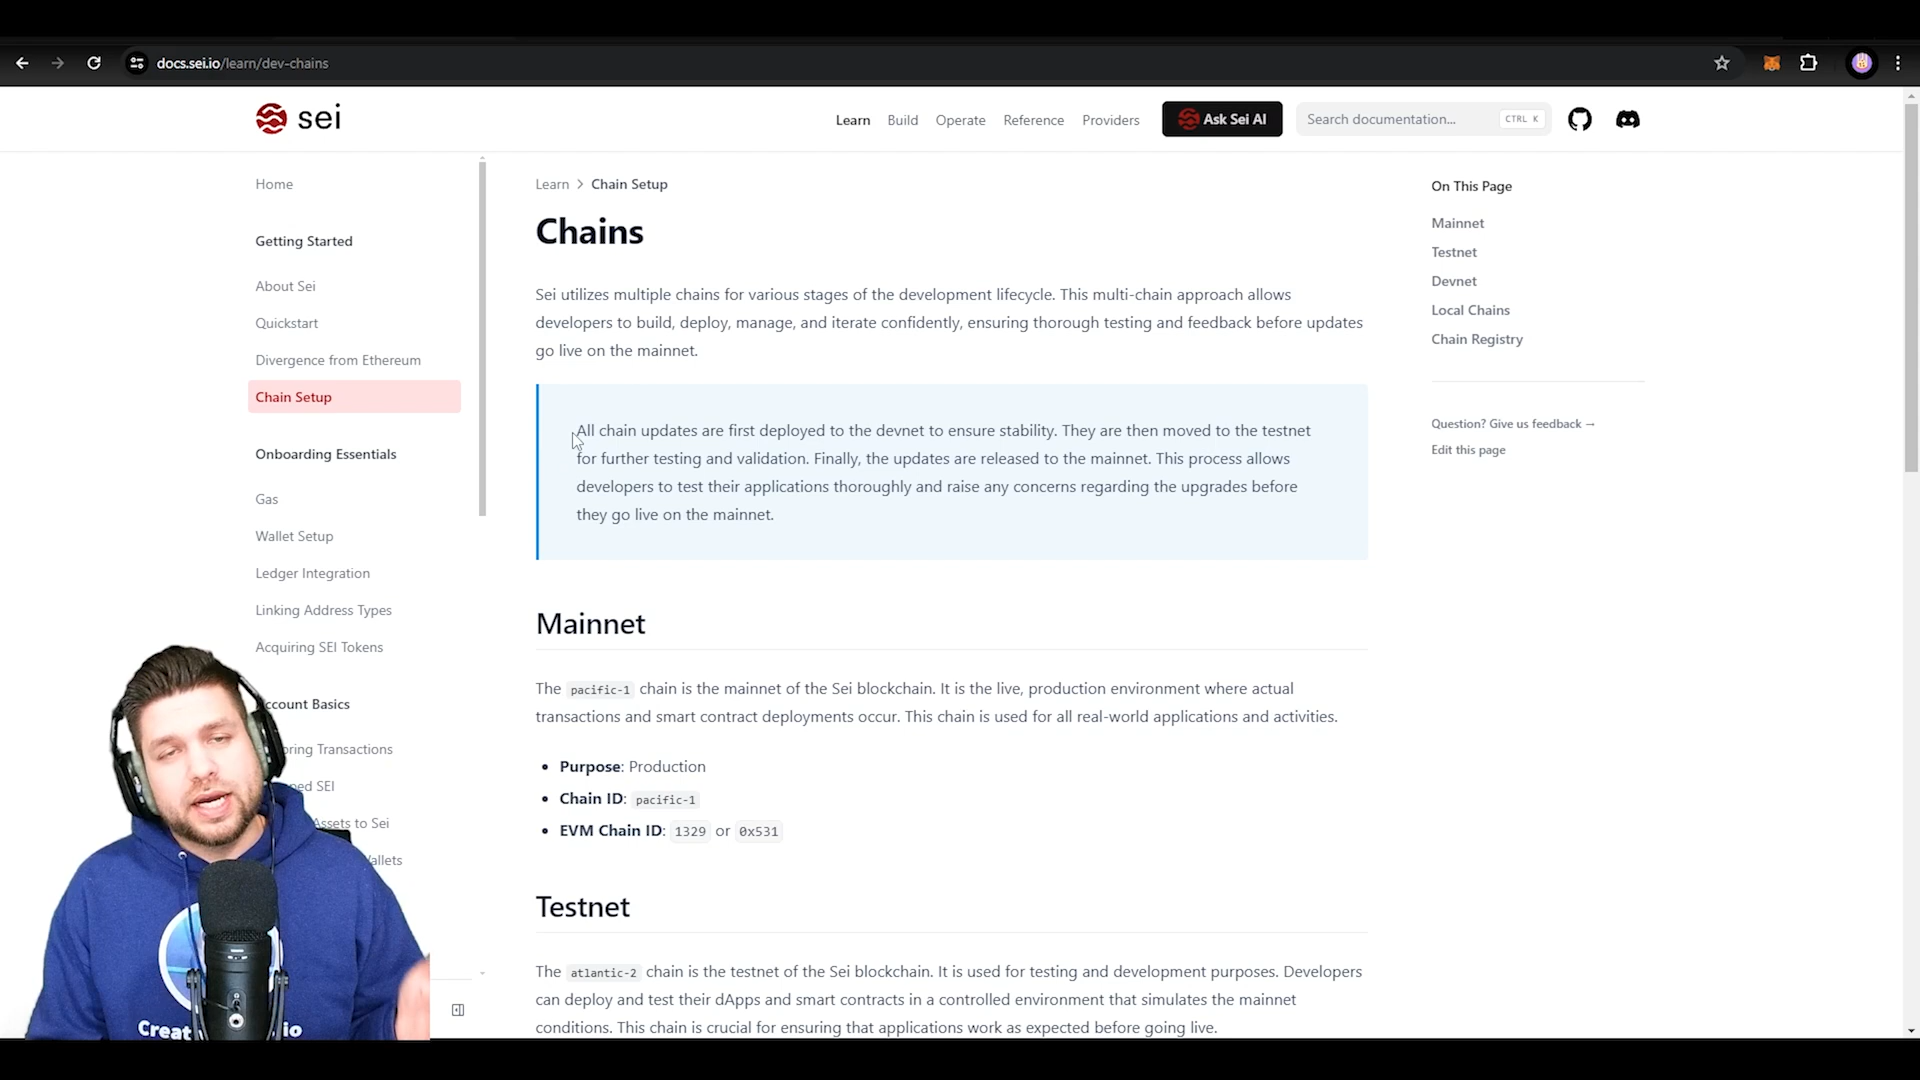 docs.sei.io/learn/dev-chains
sei
Learn
Build
Operate
Reference
Providers
Ask Sei AI
Search documentation...
CTRL K
Home
Getting Started
About Sei
Quickstart
Divergence from Ethereum
Chain Setup
Onboarding Essentials
Gas
Wallet Setup
Ledger Integration
Linking Address Types
Acquiring SEI Tokens
ccount Basics
oring Transactions
ped SEI
Assets to Sei
allets
Learn > Chain Setup
Chains
Sei utilizes multiple chains for various stages of the development lifecycle. This multi-chain approach allows
developers to build, deploy, manage, and iterate confidently, ensuring thorough testing and feedback before updates
go live on the mainnet.
All chain updates are first deployed to the devnet to ensure stability. They are then moved to the testnet
for further testing and validation. Finally, the updates are released to the mainnet. This process allows
developers to test their applications thoroughly and raise any concerns regarding the upgrades before
they go live on the mainnet.
Mainnet
The pacific-1 chain is the mainnet of the Sei blockchain. It is the live, production environment where actual
transactions and smart contract deployments occur. This chain is used for all real-world applications and activities.
• Purpose: Production
• Chain ID: pacific-1
• EVM Chain ID: 1329 or 0x531
Testnet
The atlantic-2 chain is the testnet of the Sei blockchain. It is used for testing and development purposes. Developers
can deploy and test their dApps and smart contracts in a controlled environment that simulates the mainnet
conditions. This chain is crucial for ensuring that applications work as expected before going live.
On This Page
Mainnet
Testnet
Devnet
Local Chains
Chain Registry
Question? Give us feedback →
Edit this page
Creat io